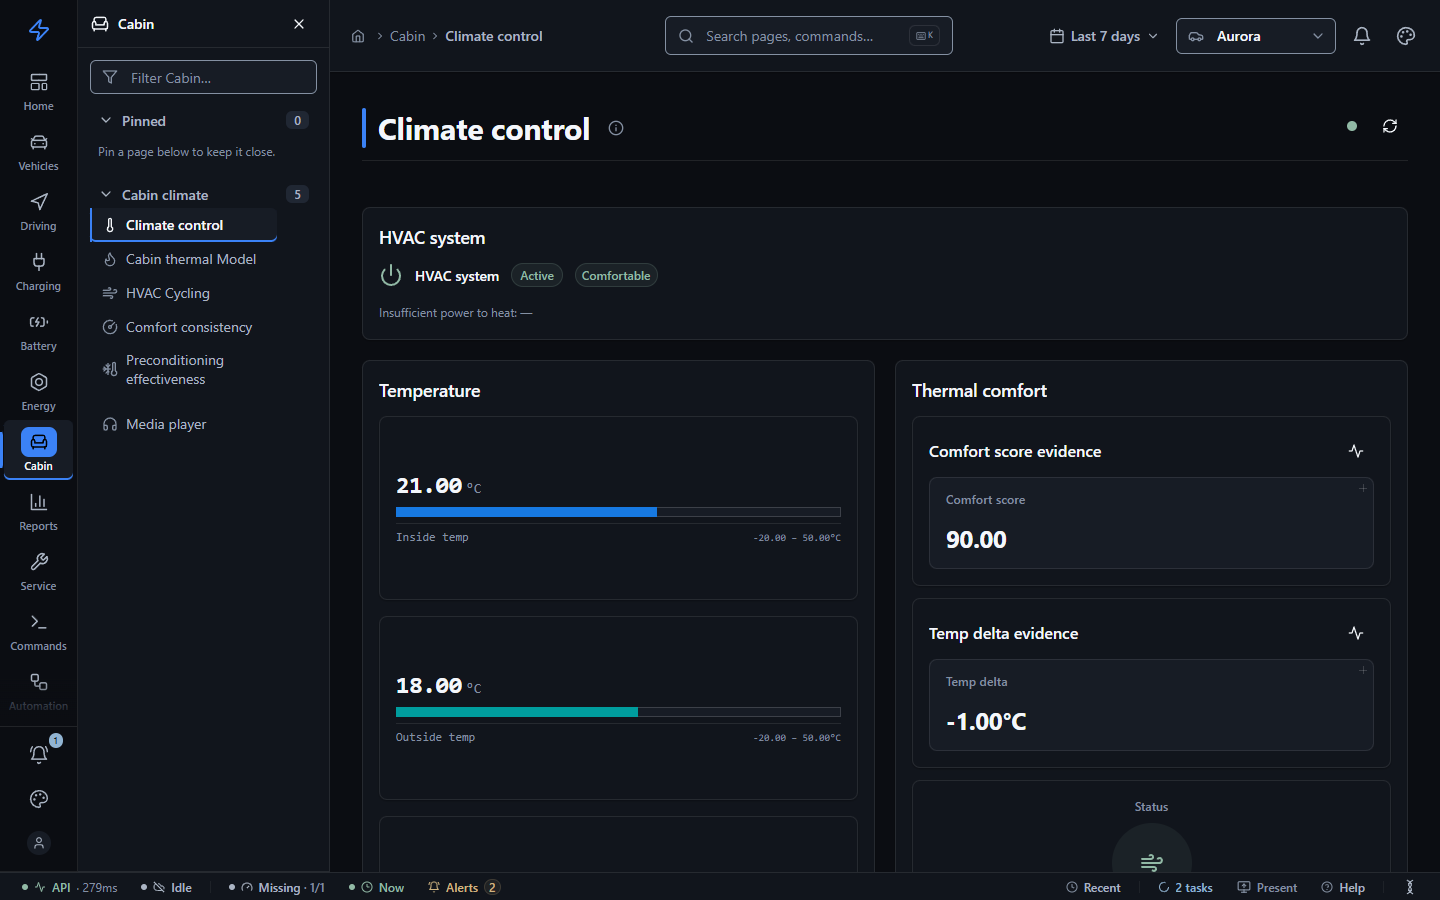 Cabin
Home
Vehicles
Driving
Charging
Battery
Energy
Cabin
Reports
Service
Commands
Automation
1
Filter Cabin...
Pinned 0
Pin a page below to keep it close.
Cabin climate 5
Climate control
Cabin thermal Model
HVAC Cycling
Comfort consistency
Preconditioning
effectiveness
Media player
Cabin Climate control
Search pages, commands... K
Last 7 days
Aurora
Climate control
HVAC system
HVAC system Active Comfortable
Insufficient power to heat: —
Temperature
21.00 °C
Inside temp -20.00 – 50.00°C
18.00 °C
Outside temp -20.00 – 50.00°C
Thermal comfort
Comfort score evidence
Comfort score
90.00
Temp delta evidence
Temp delta
-1.00°C
Status
API · 279ms Idle Missing · 1/1 Now Alerts 2 Recent 2 tasks Present Help